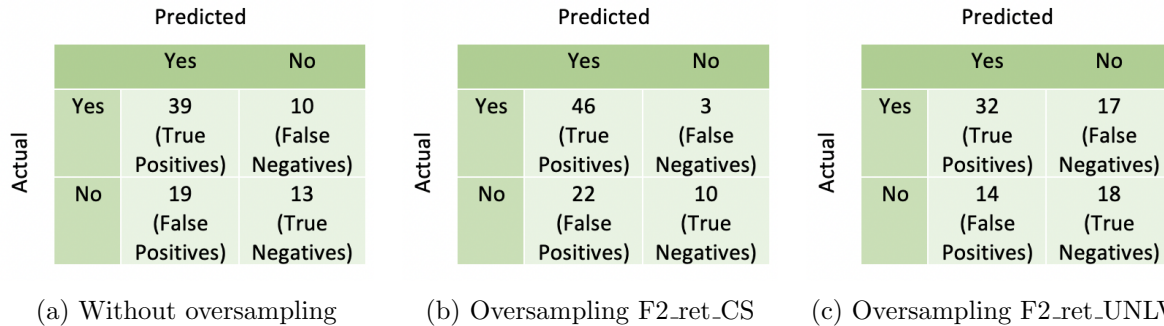 Predicted
Yes No
Actual
Yes 39 10
(True (False
Positives) Negatives)
No 19 13
(False (True
Positives) Negatives)
(a) Without oversampling
Predicted
Yes No
Actual
Yes 46 3
(True (False
Positives) Negatives)
No 22 10
(False (True
Positives) Negatives)
(b) Oversampling F2_ret_CS
Predicted
Yes No
Actual
Yes 32 17
(True (False
Positives) Negatives)
No 14 18
(False (True
Positives) Negatives)
(c) Oversampling F2_ret_UNLV